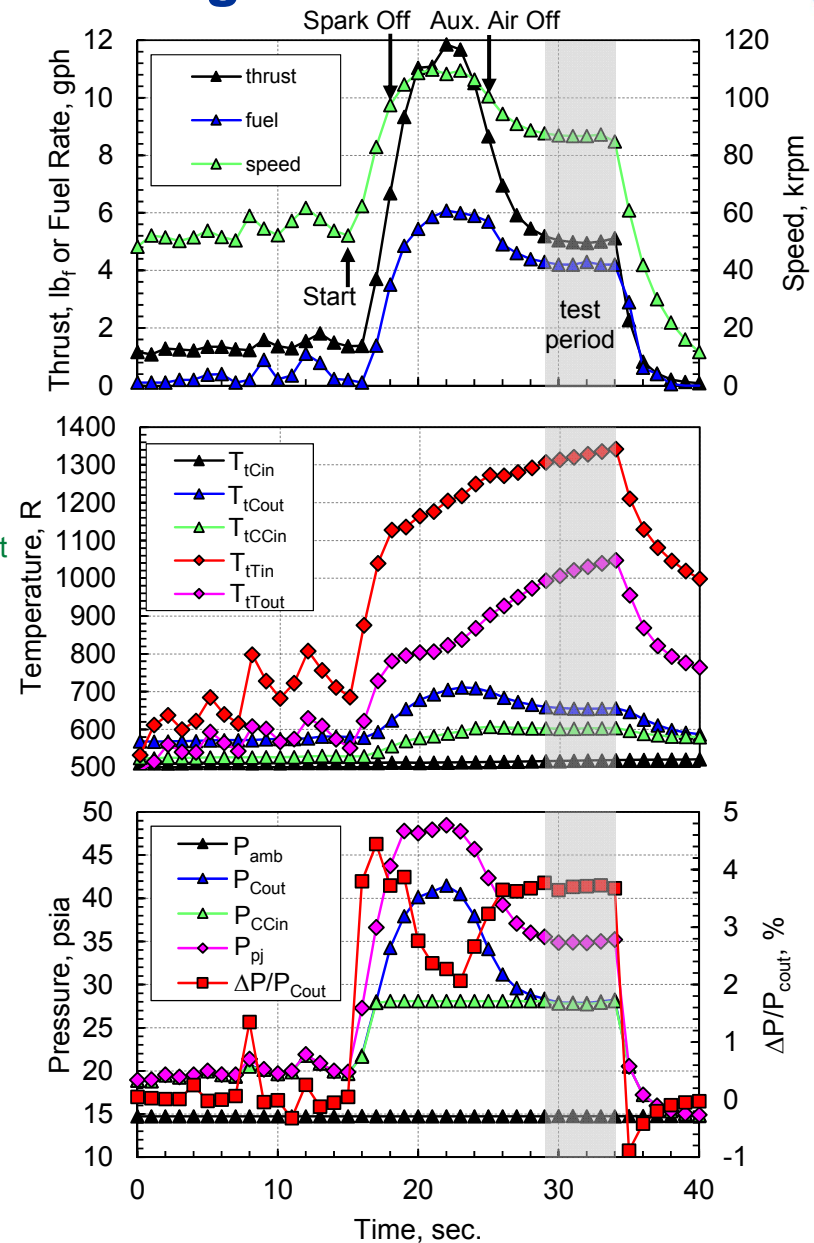 Spark Off Aux. Air Off
12
10
8
6
4
2
0
Thrust, lbf or Fuel Rate, gph
thrust
fuel
speed
Start
test
period
120
100
80
60
40
20
0
Speed, krpm
1400
1300
1200
1100
1000
900
800
700
600
500
Temperature, R
t
TtCin
TtCout
TtCCin
TtTin
TtTout
50
45
40
35
30
25
20
15
10
Pressure, psia
Pamb
PCout
PCCin
Ppj
ΔP/PCout
5
4
3
2
1
0
-1
ΔP/Pcout, %
0 10 20 30 40
Time, sec.